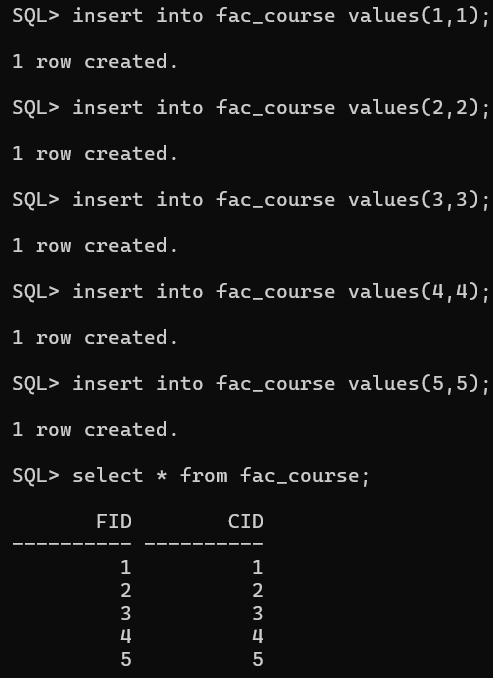 SQL> insert into fac_course values(1,1);
1 row created.
SQL> insert into fac_course values(2,2);
1 row created.
SQL> insert into fac_course values(3,3);
1 row created.
SQL> insert into fac_course values(4,4);
1 row created.
SQL> insert into fac_course values(5,5);
1 row created.
SQL> select * from fac_course;
       FID        CID
---------- ----------
         1          1
         2          2
         3          3
         4          4
         5          5